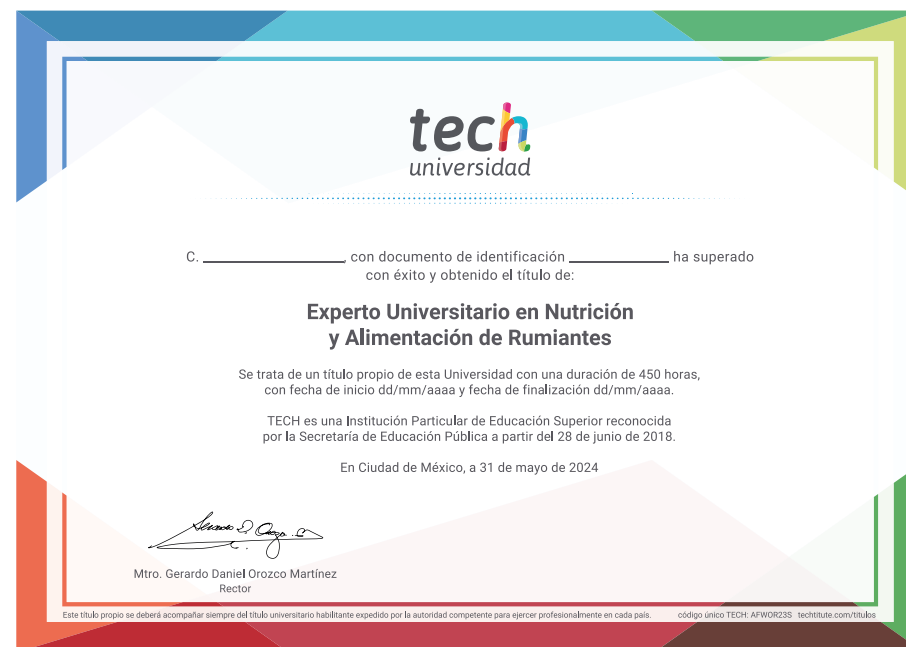 tech
universidad
C. ____________, con documento de identificación ____________ ha superado
con éxito y obtenido el título de:
Experto Universitario en Nutrición
y Alimentación de Rumiantes
Se trata de un título propio de esta Universidad con una duración de 450 horas,
con fecha de inicio dd/mm/aaaa y fecha de finalización dd/mm/aaaa.
TECH es una Institución Particular de Educación Superior reconocida
por la Secretaría de Educación Pública a partir del 28 de junio de 2018.
En Ciudad de México, a 31 de mayo de 2024
Mtro. Gerardo Daniel Orozco Martínez
Rector
Este título propio se deberá acompañar siempre del título universitario habilitante expedido por la autoridad competente para ejercer profesionalmente en cada país. código único TECH: AFWOR23S techtitute.com/titulos